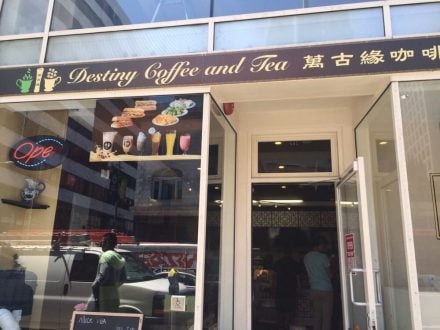 Destiny Coffee and Tea 萬古緣咖啡
Ope